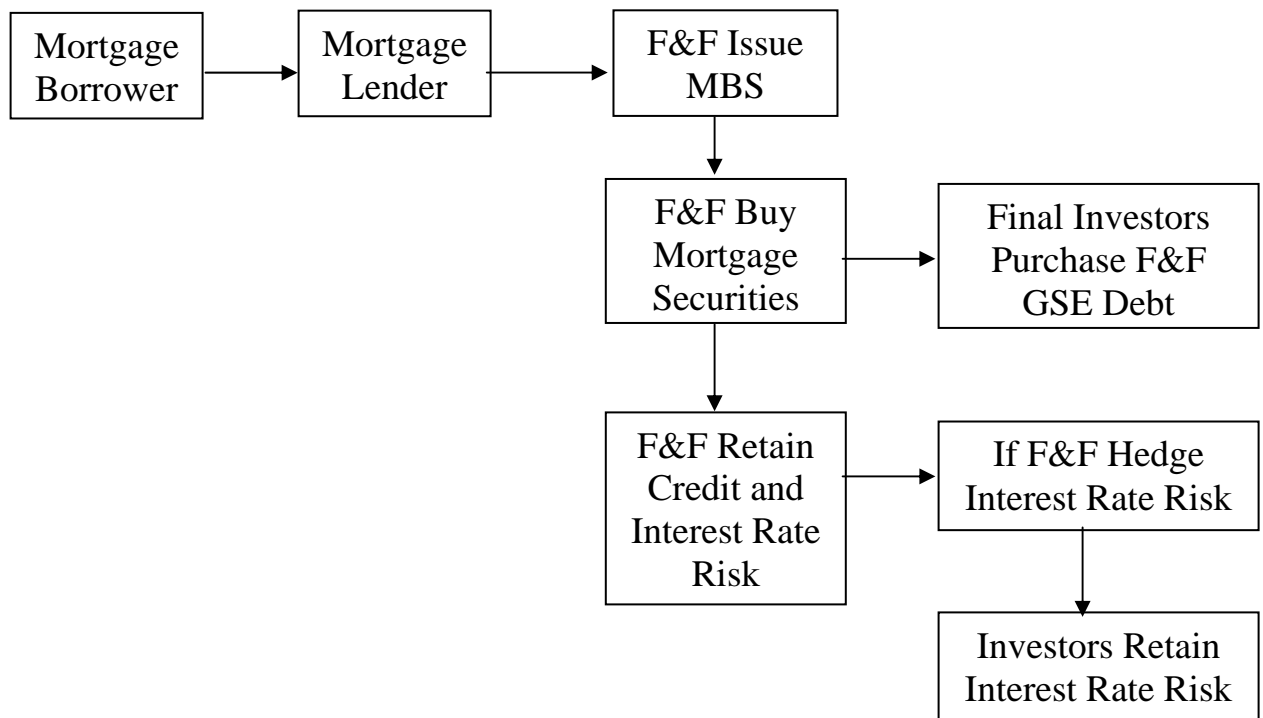 Mortgage
Borrower
Mortgage
Lender
F&F Issue
MBS
F&F Buy
Mortgage
Securities
Final Investors
Purchase F&F
GSE Debt
F&F Retain
Credit and
Interest Rate
Risk
If F&F Hedge
Interest Rate Risk
Investors Retain
Interest Rate Risk